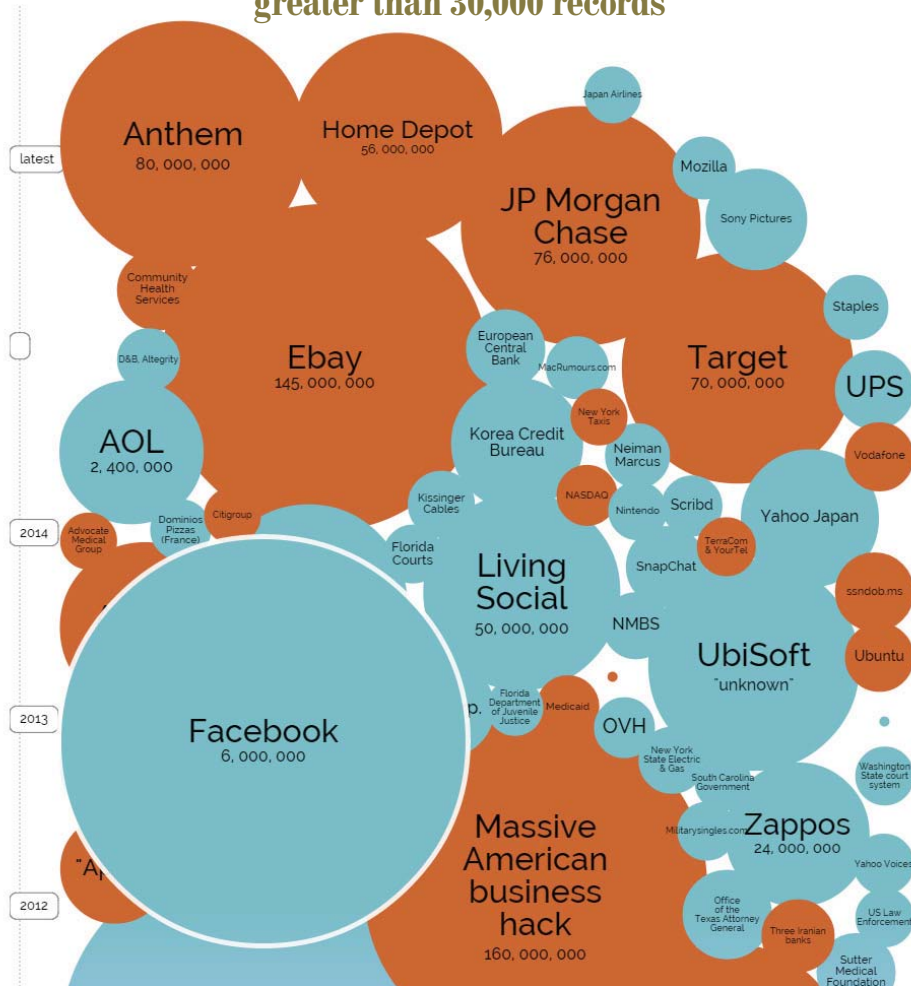 greater than 30,000 records
Japan Airlines
Anthem
80, 000, 000
Home Depot
56, 000, 000
latest
Mozilla
JP Morgan
Chase
76, 000, 000
Sony Pictures
Community
Health
Services
Staples
European
Central
Bank
D&B, Altegrity
Ebay
145, 000, 000
MacRumours.com
Target
70, 000, 000
UPS
New York
Taxis
AOL
2, 400, 000
Korea Credit
Bureau
Neiman
Marcus
Vodafone
Kissinger
Cables
NASDAQ
Nintendo
Scribd
Yahoo Japan
2014
Advocate
Medical
Group
Dominios
Pizzas
(France)
Citigroup
Florida
Courts
TerraCom
& YourTel
Living
Social
50, 000, 000
SnapChat
ssndob.ms
NMBS
UbiSoft
"unknown"
Ubuntu
2013
Facebook
6, 000, 000
p.
Florida
Department
of Juvenile
Justice
Medicaid
OVH
New York
State Electric
& Gas
South Carolina
Government
Washington
State court
system
Massive
American
business
hack
160, 000, 000
Militarysingles.com
Zappos
24, 000, 000
"Ap
Yahoo Voices
2012
Office
of the
Texas Attorney
General
Three Iranian
banks
US Law
Enforcement
Sutter
Medical
Foundation